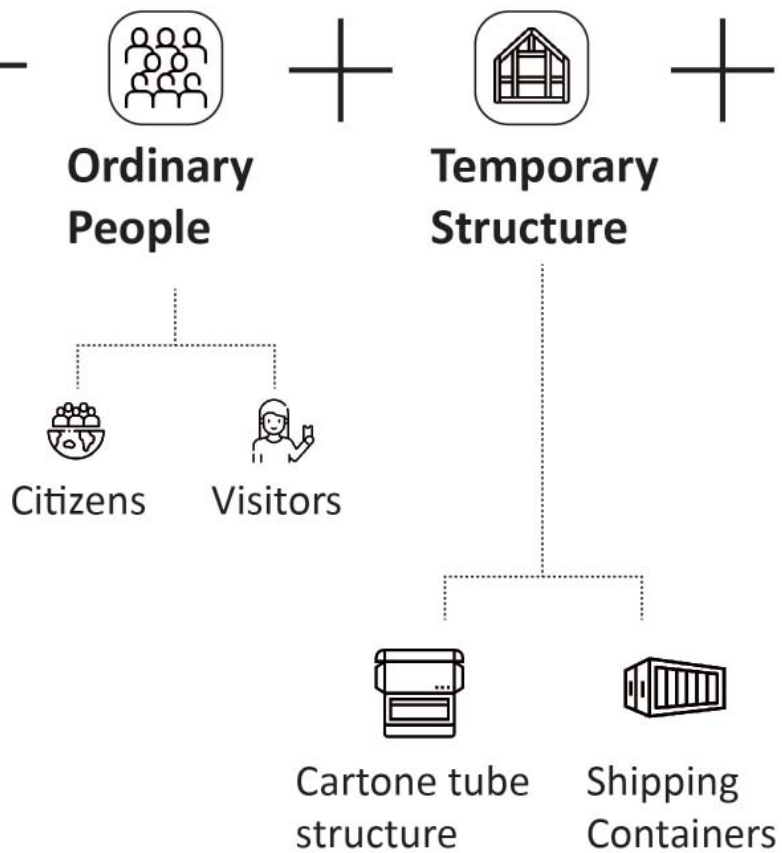 Ordinary
People
Temporary
Structure
Citizens
Visitors
Cartone tube
structure
Shipping
Containers